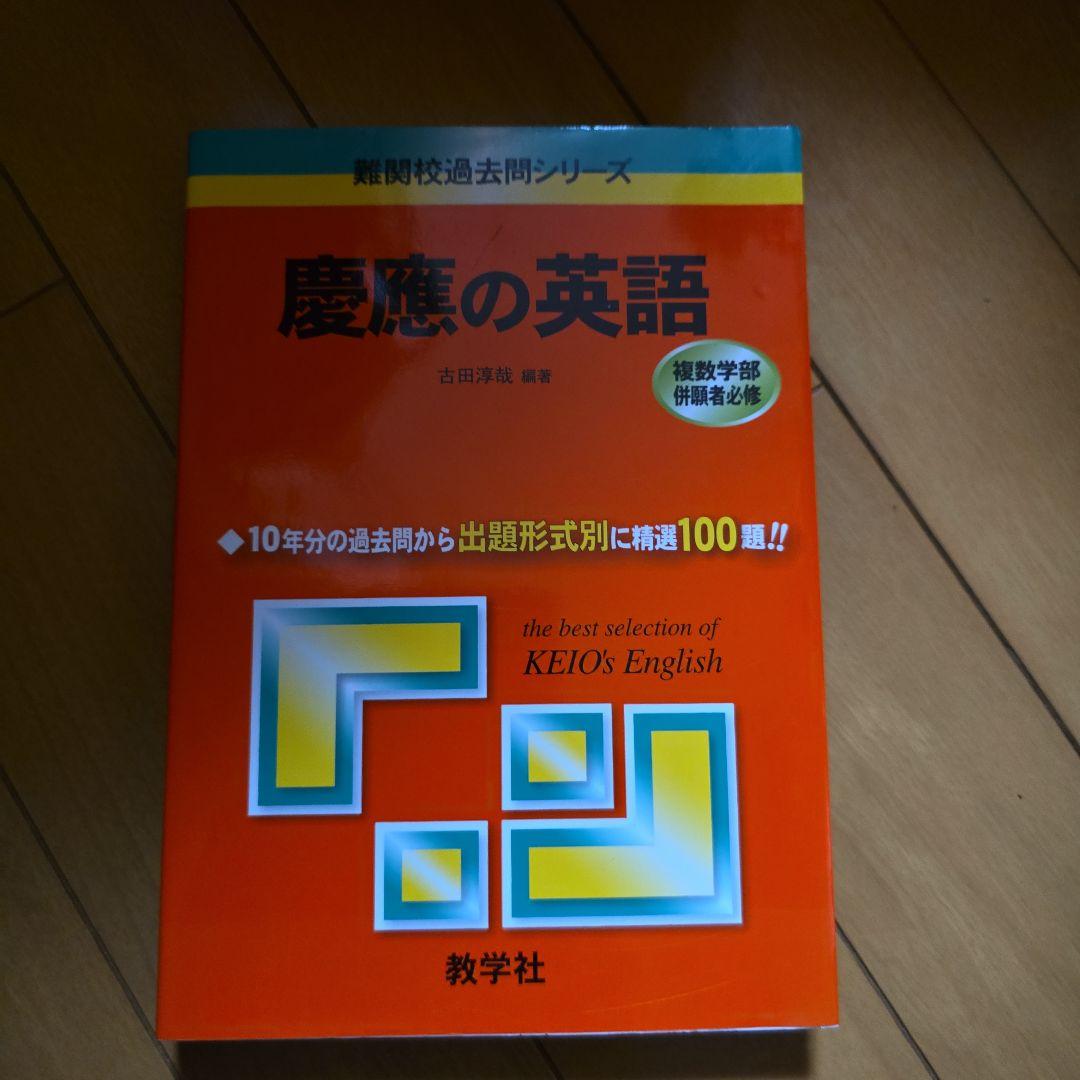 難関校過去問シリーズ
慶應の英語
古田淳哉 編著
複数学部
併願者必修
◆10年分の過去問から出題形式別に精選100題!!
the best selection of
KEIO's English
教学社